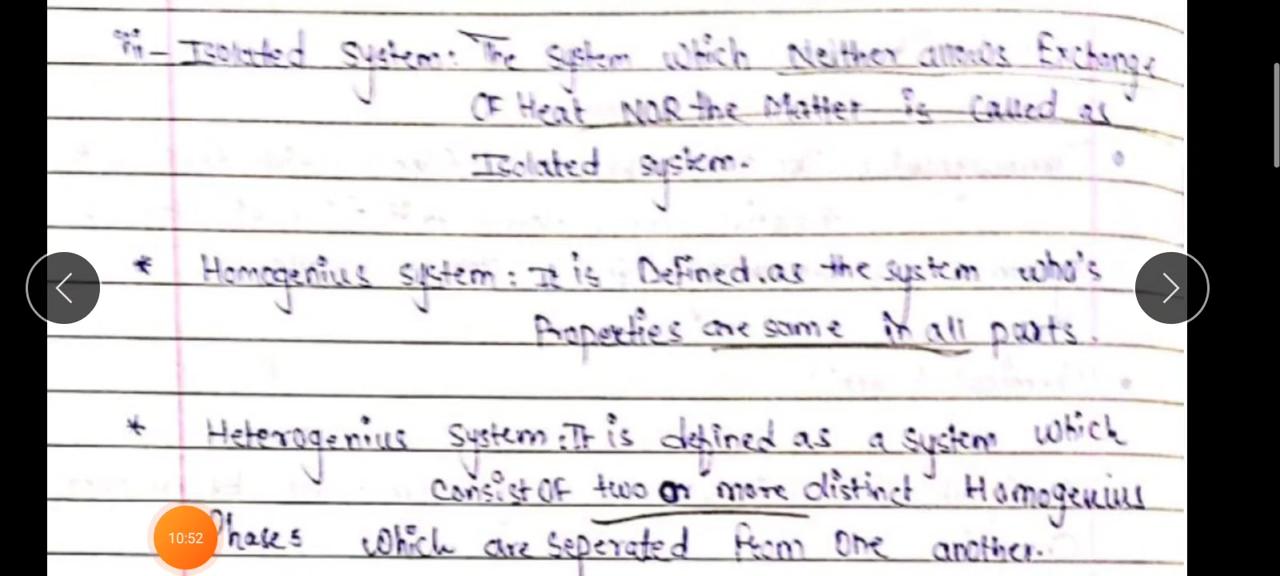 iii- Isolated system: The system which Neither allows Exchange
OF Heat NOR the Matter is called as
Isolated system.
* Homogenius system: It is Defined as the system who's
Properties are same in all parts.
* Heterogenius system: It is defined as a system which
consist OF two or more distinct Homogenius
Phases which are seperated from one another.
10:52